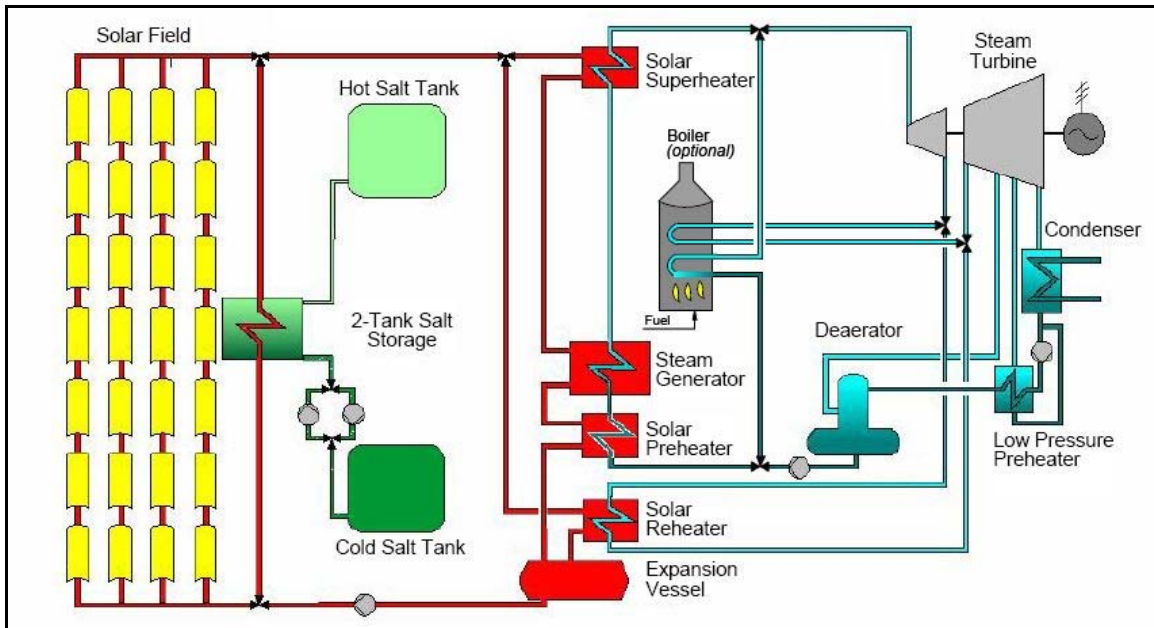 Solar Field
Hot Salt Tank
2-Tank Salt
Storage
Cold Salt Tank
Solar
Superheater
Boiler
(optional)
Fuel
Steam
Turbine
Condenser
Deaerator
Low Pressure
Preheater
Steam
Generator
Solar
Preheater
Solar
Reheater
Expansion
Vessel